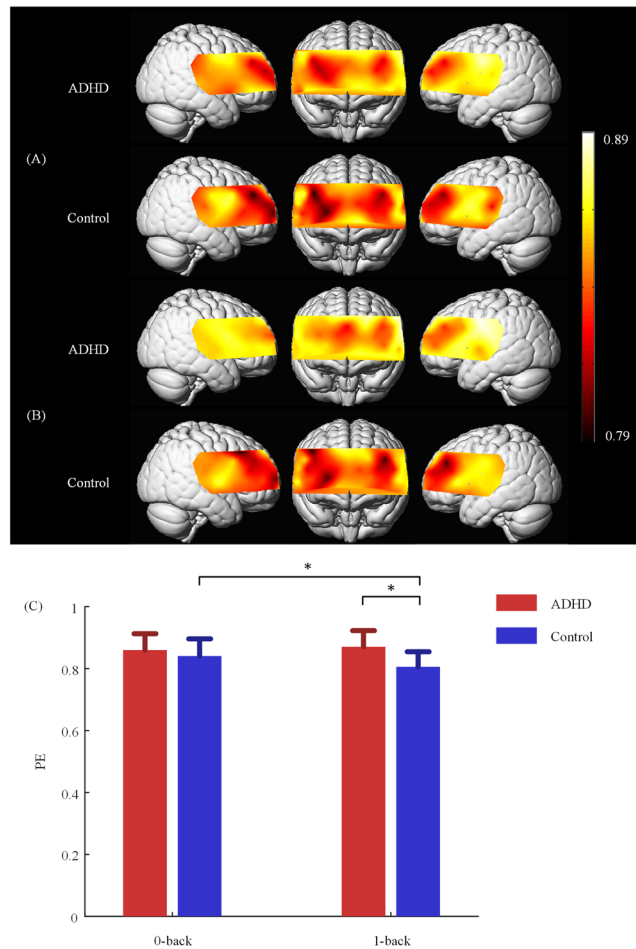 ADHD
0.89
(A)
Control
ADHD
(B)
0.79
Control
(C)
*
*
ADHD
Control
1
0.8
0.6
0.4
0.2
0
PE
0-back
1-back